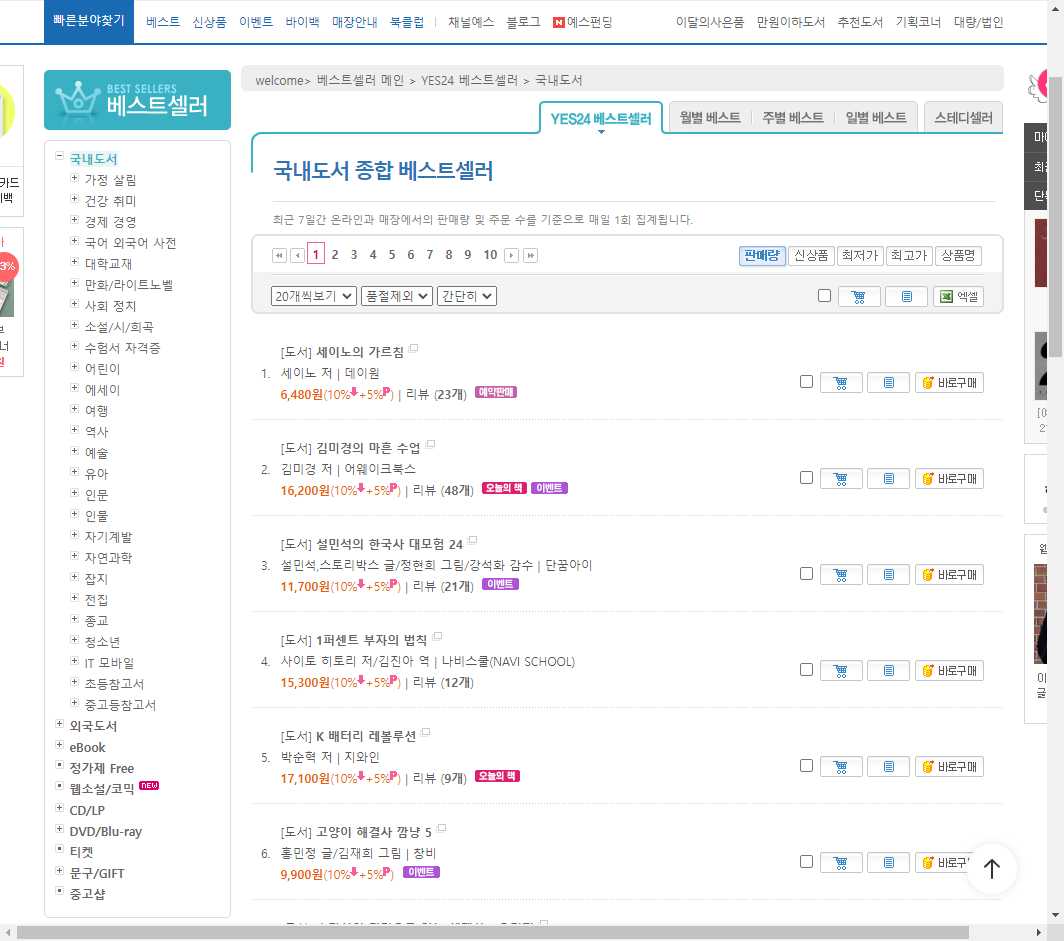 빠른분야찾기
베스트 신상품 이벤트 바이백 매장안내 북클럽 | 채널예스 블로그 N 예스펀딩
이달의사은품 만원이하도서 추천도서 기획코너 대량/법인
카드
3%
BEST SELLERS
베스트셀러
국내도서
가정 살림
건강 취미
경제 경영
국어 외국어 사전
대학교재
만화/라이트노벨
사회 정치
소설/시/희곡
수험서 자격증
어린이
에세이
여행
역사
예술
유아
인문
인물
자기계발
자연과학
잡지
전집
종교
청소년
IT 모바일
초등참고서
중고등참고서
외국도서
eBook
정가제 Free
웹소설/코믹 NEW
CD/LP
DVD/Blu-ray
티켓
문구/GIFT
중고샵
welcome> 베스트셀러 메인 > YES24 베스트셀러 > 국내도서
YES24 베스트셀러 월별 베스트 주별 베스트 일별 베스트 스테디셀러
국내도서 종합 베스트셀러
최근 7일간 온라인과 매장에서의 판매량 및 주문 수를 기준으로 매일 1회 집계됩니다.
1 2 3 4 5 6 7 8 9 10
판매량 신상품 최저가 최고가 상품명
20개씩보기 품절제외 간단히
엑셀
[도서] 세이노의 가르침
1. 세이노 저 | 데이원
6,480원(10%+5%P) | 리뷰 (23개) 예약판매
바로구매
[도서] 김미경의 마흔 수업
2. 김미경 저 | 어웨이크북스
16,200원(10%+5%P) | 리뷰 (48개) 오늘의 책 이벤트
바로구매
[도서] 설민석의 한국사 대모험 24
3. 설민석,스토리박스 글/정현희 그림/강석화 감수 | 단꿈아이
11,700원(10%+5%P) | 리뷰 (21개) 이벤트
바로구매
[도서] 1퍼센트 부자의 법칙
4. 사이토 히토리 저/김진아 역 | 나비스쿨(NAVI SCHOOL)
15,300원(10%+5%P) | 리뷰 (12개)
바로구매
[도서] K 배터리 레볼루션
5. 박순혁 저 | 지와인
17,100원(10%+5%P) | 리뷰 (9개) 오늘의 책
바로구매
[도서] 고양이 해결사 깜냥 5
6. 홍민정 글/김재희 그림 | 창비
9,900원(10%+5%P) 이벤트
바로구